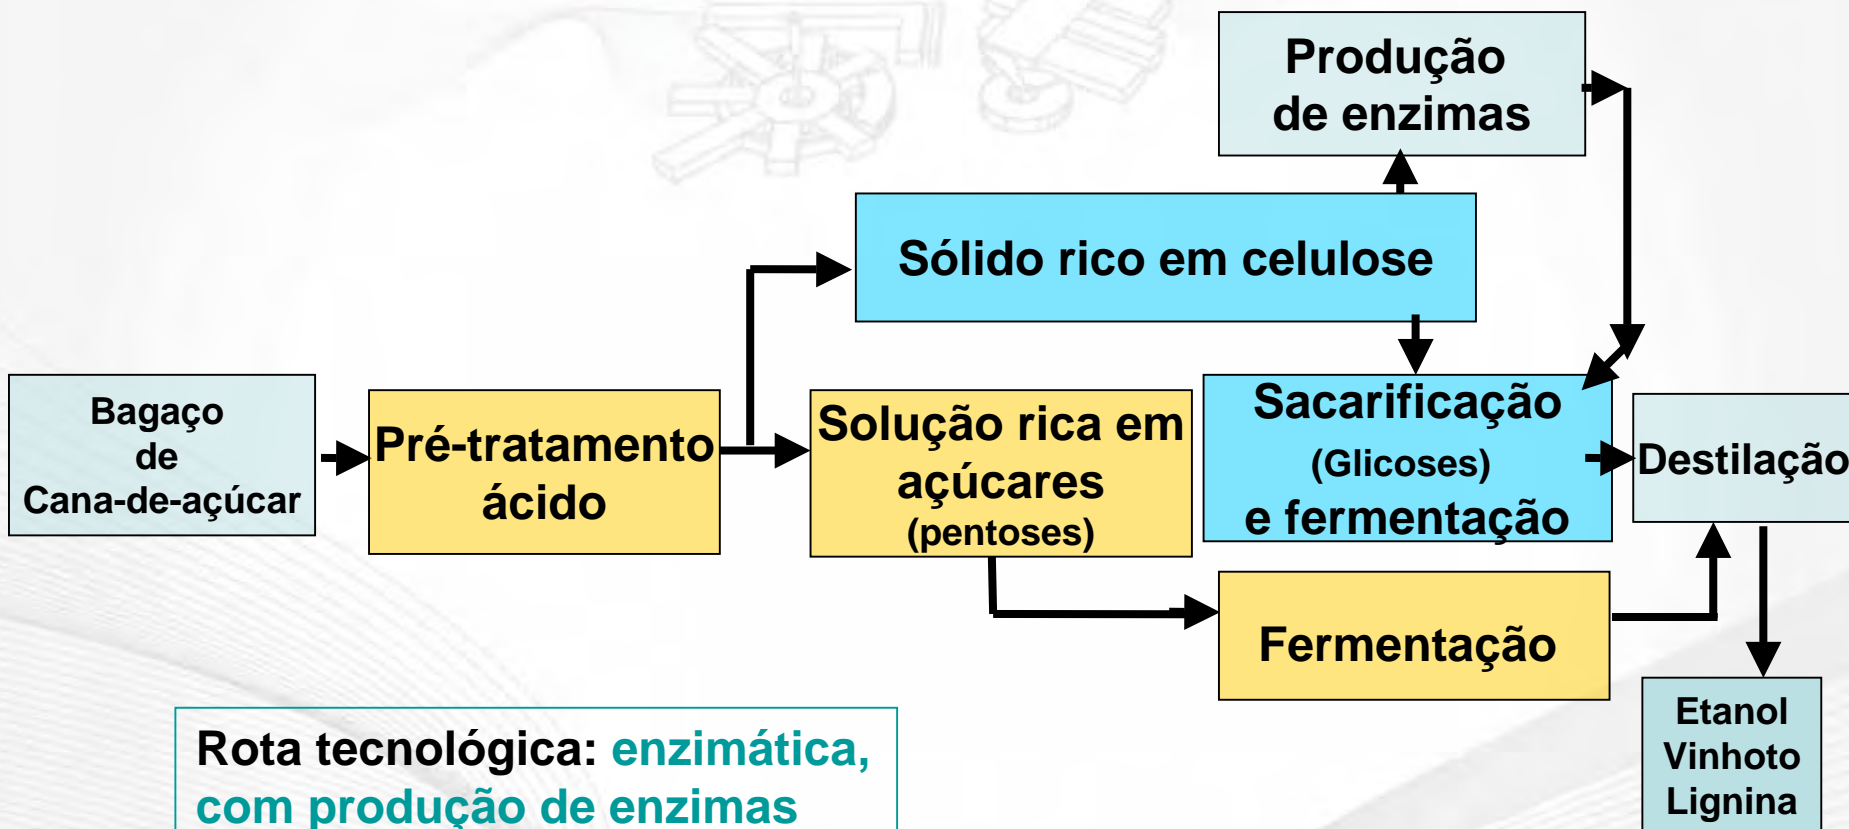 Produção
de enzimas
Sólido rico em celulose
Bagaço
de
Cana-de-açúcar
Pré-tratamento
ácido
Solução rica em
açúcares
(pentoses)
Sacarificação
(Glicoses)
e fermentação
Destilação
Fermentação
Etanol
Vinhoto
Lignina
Rota tecnológica: enzimática,
com produção de enzimas